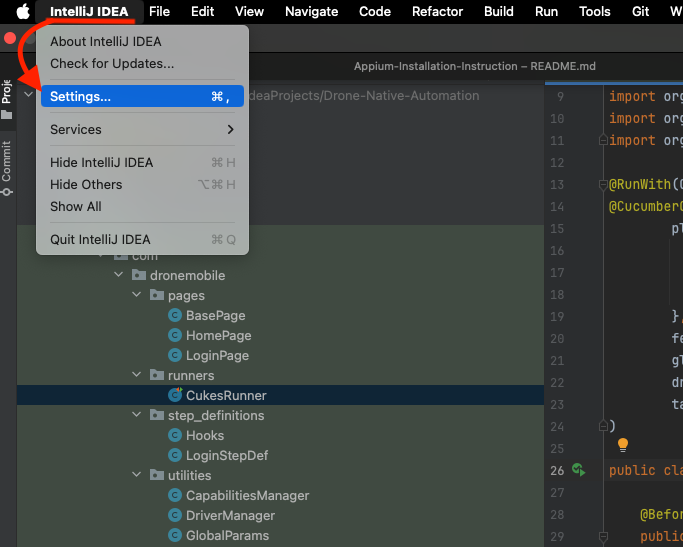 IntelliJ IDEA File Edit View Navigate Code Refactor Build Run Tools Git W
About IntelliJ IDEA
Check for Updates...
Appium-Installation-Instruction – README.md
Settings... ⌘ ,
deaProjects/Drone-Native-Automation
Services
Hide IntelliJ IDEA ⌘ H
Hide Others ⌥⌘ H
Show All
Quit IntelliJ IDEA ⌘ Q
Proje
Commit
com
dronemobile
pages
BasePage
HomePage
LoginPage
runners
CukesRunner
step_definitions
Hooks
LoginStepDef
utilities
CapabilitiesManager
DriverManager
GlobalParams
9 import org
10 import org
11 import org
12
13 @RunWith(C
14 @CucumberO
15 pl
16
17
18
19 },
20 fe
21 gl
22 dr
23 ta
24 )
25
26 public cla
27
28 @Befor
29 public